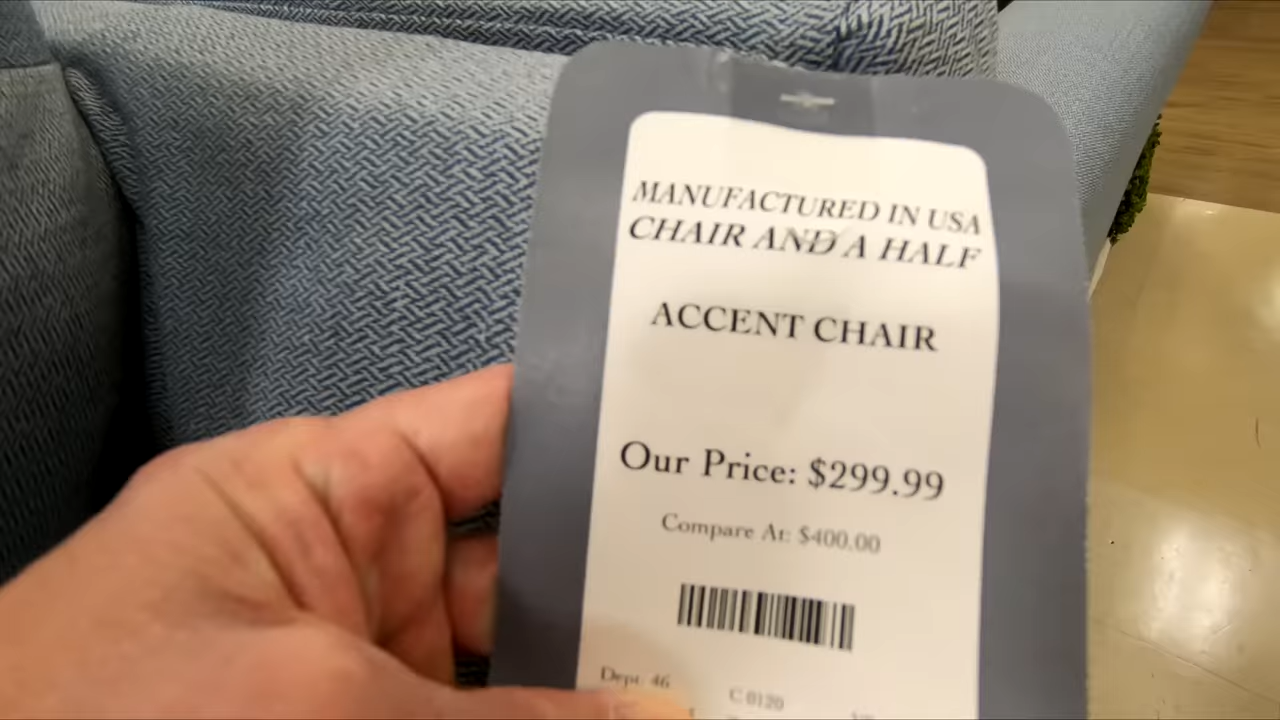 MANUFACTURED IN USA
CHAIR AND A HALF
ACCENT CHAIR
Our Price: $299.99
Compare At: $400.00
Dept. 46
C 0120